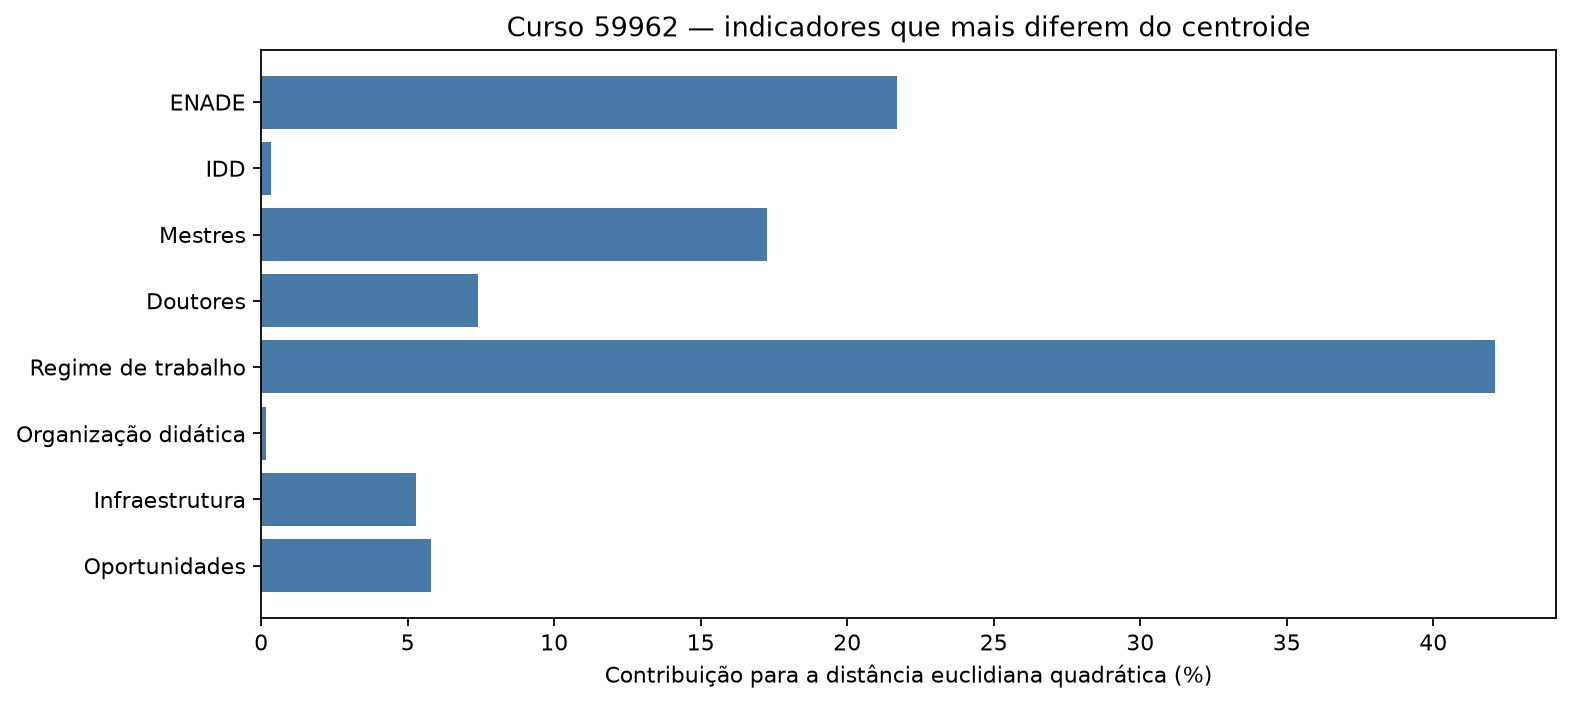 Curso 59962 — indicadores que mais diferem do centroide
ENADE
IDD
Mestres
Doutores
Regime de trabalho
Organização didática
Infraestrutura
Oportunidades
0 5 10 15 20 25 30 35 40
Contribuição para a distância euclidiana quadrática (%)